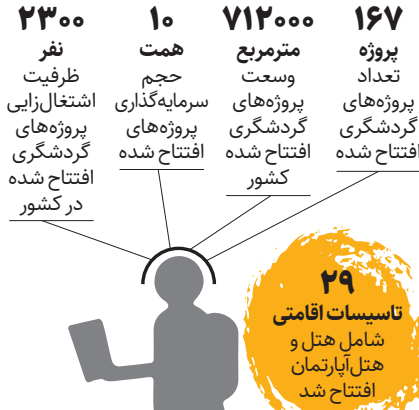 ۱۶۷
پروژه
تعداد
پروژه‌های
گردشگری
افتتاح شده
۷۱۲۰۰۰
مترمربع
وسعت
پروژه‌های
گردشگری
افتتاح شده
کشور
۱۰
همت
حجم
سرمایه‌گذاری
پروژه‌های
افتتاح شده
۲۳۰۰
نفر
ظرفیت
اشتغال‌زایی
پروژه‌های
گردشگری
افتتاح شده
در کشور
۲۹
تاسیسات اقامتی
شامل هتل و
هتل‌آپارتمان
افتتاح شد